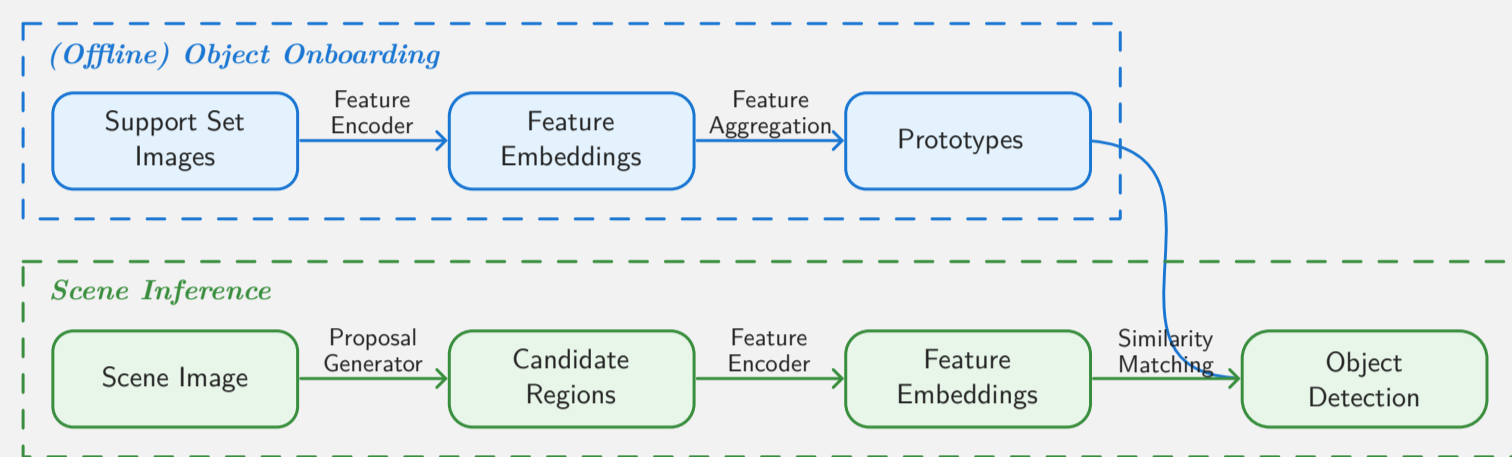 (Offline) Object Onboarding
Support Set
Images
Feature
Encoder
Feature
Embeddings
Feature
Aggregation
Prototypes
Scene Inference
Scene Image
Proposal
Generator
Candidate
Regions
Feature
Encoder
Feature
Embeddings
Similarity
Matching
Object
Detection